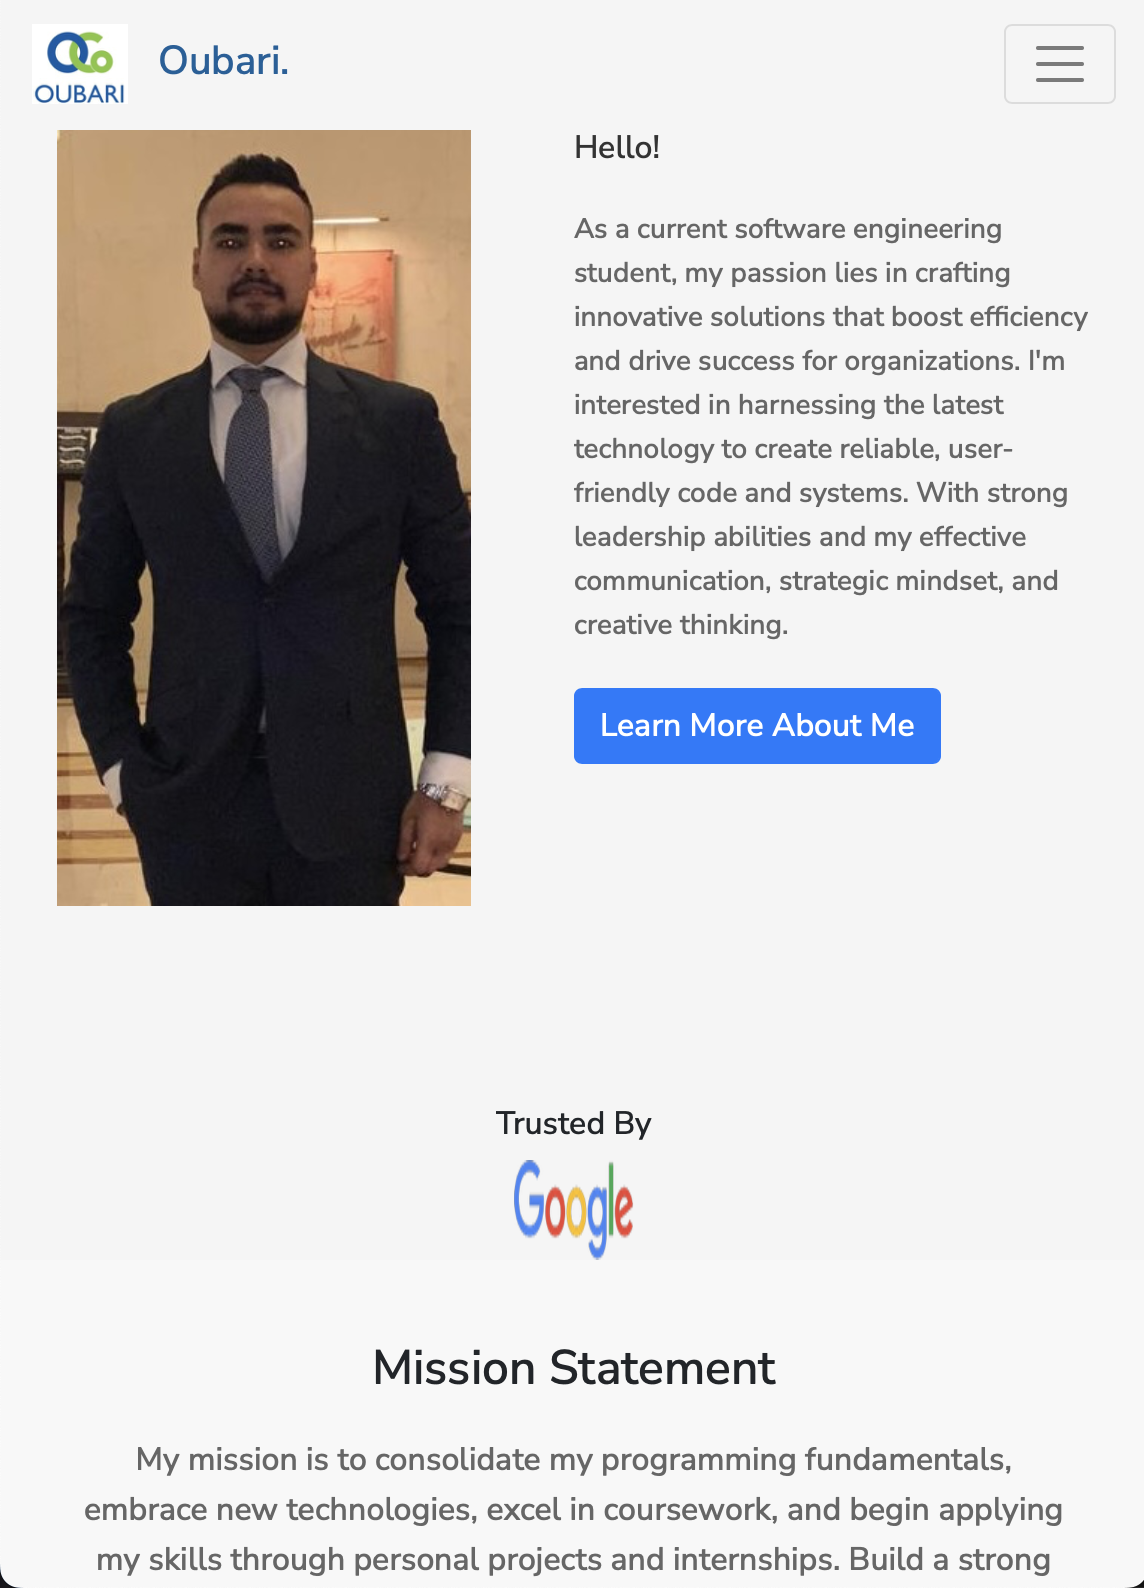 OUBARI
Oubari.
Hello!
As a current software engineering
student, my passion lies in crafting
innovative solutions that boost efficiency
and drive success for organizations. I'm
interested in harnessing the latest
technology to create reliable, user-
friendly code and systems. With strong
leadership abilities and my effective
communication, strategic mindset, and
creative thinking.
Learn More About Me
Trusted By
Google
Mission Statement
My mission is to consolidate my programming fundamentals,
embrace new technologies, excel in coursework, and begin applying
my skills through personal projects and internships. Build a strong